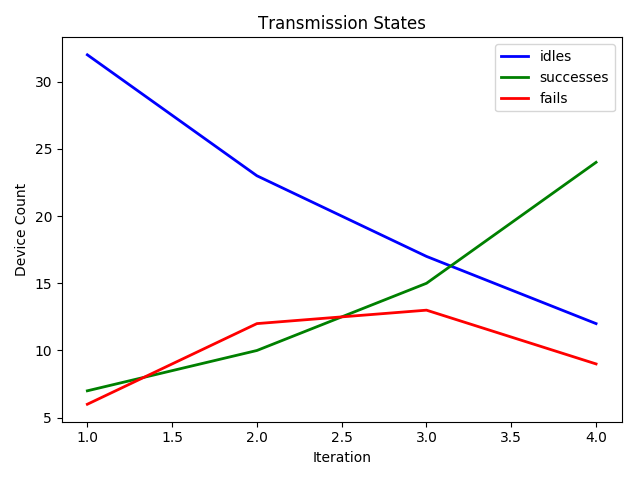 Transmission States
idles
successes
fails
Device Count
30
25
20
15
10
5
1.0 1.5 2.0 2.5 3.0 3.5 4.0
Iteration